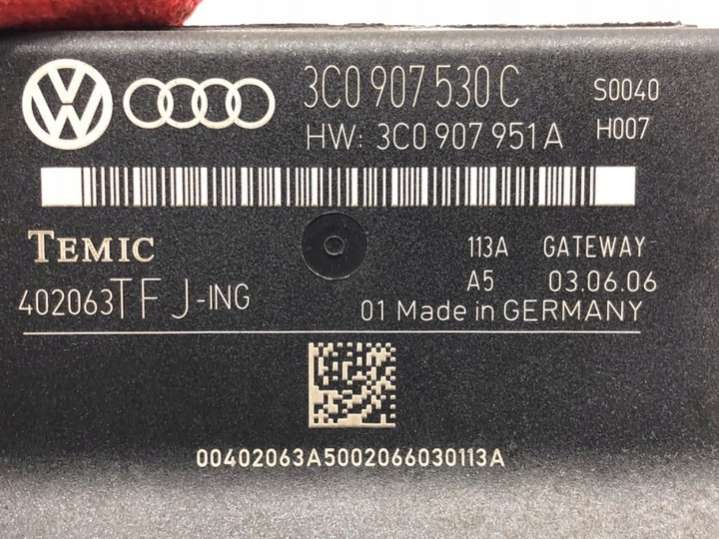 3C0 907 530 C S0040
HW: 3C0 907 951 A H007
TEMIC 113A GATEWAY
402063TFJ-ING A5 03.06.06
01 Made in GERMANY
00402063A5002066030113A